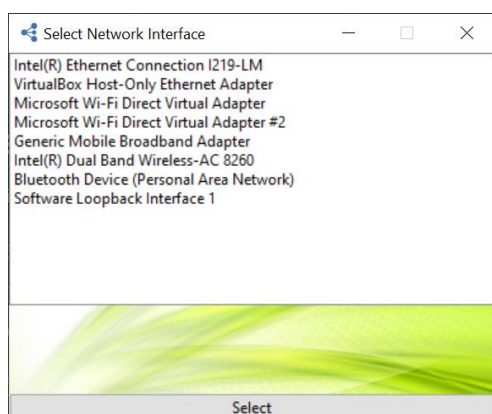 Select Network Interface
Intel(R) Ethernet Connection I219-LM
VirtualBox Host-Only Ethernet Adapter
Microsoft Wi-Fi Direct Virtual Adapter
Microsoft Wi-Fi Direct Virtual Adapter #2
Generic Mobile Broadband Adapter
Intel(R) Dual Band Wireless-AC 8260
Bluetooth Device (Personal Area Network)
Software Loopback Interface 1
Select